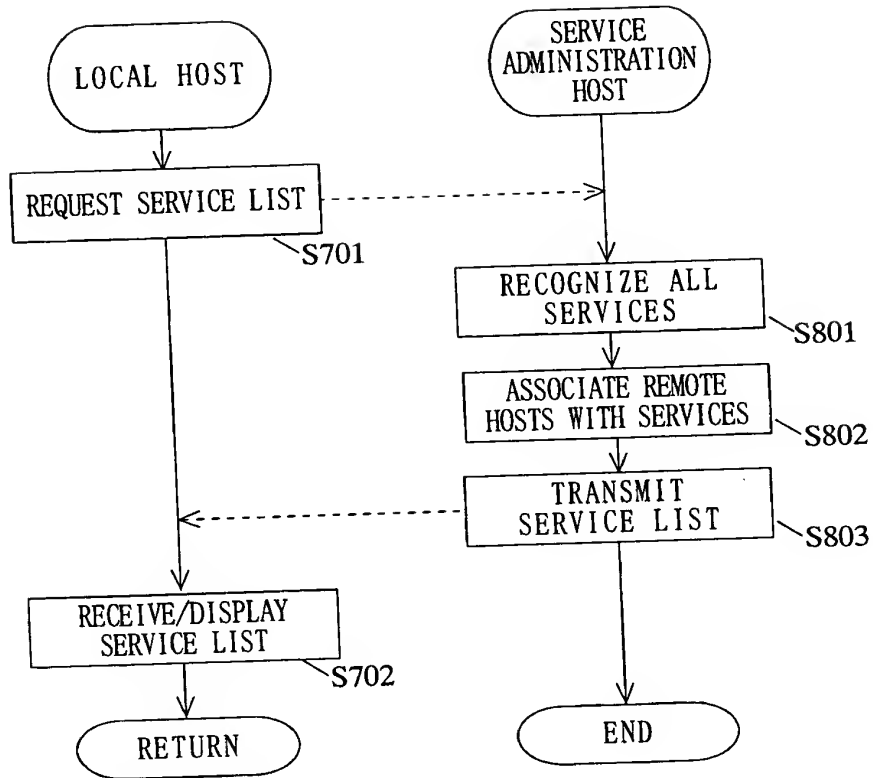 LOCAL HOST
SERVICE
ADMINISTRATION
HOST
REQUEST SERVICE LIST
S701
RECOGNIZE ALL
SERVICES
S801
ASSOCIATE REMOTE
HOSTS WITH SERVICES
S802
TRANSMIT
SERVICE LIST
S803
RECEIVE/DISPLAY
SERVICE LIST
S702
RETURN
END